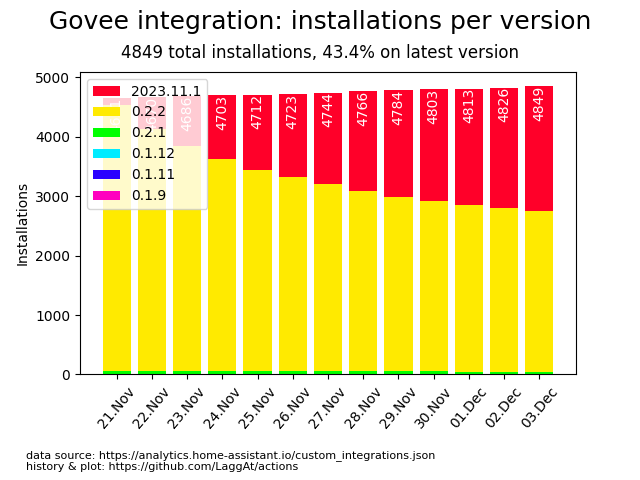 Govee integration: installations per version
4849 total installations, 43.4% on latest version
5000
4000
3000
2000
1000
0
Installations
2023.11.1
0.2.2
0.2.1
0.1.12
0.1.11
0.1.9
4686
4703
4712
4723
4744
4766
4784
4803
4813
4826
4849
21.Nov
22.Nov
23.Nov
24.Nov
25.Nov
26.Nov
27.Nov
28.Nov
29.Nov
30.Nov
01.Dec
02.Dec
03.Dec
data source: https://analytics.home-assistant.io/custom_integrations.json
history & plot: https://github.com/LaggAt/actions